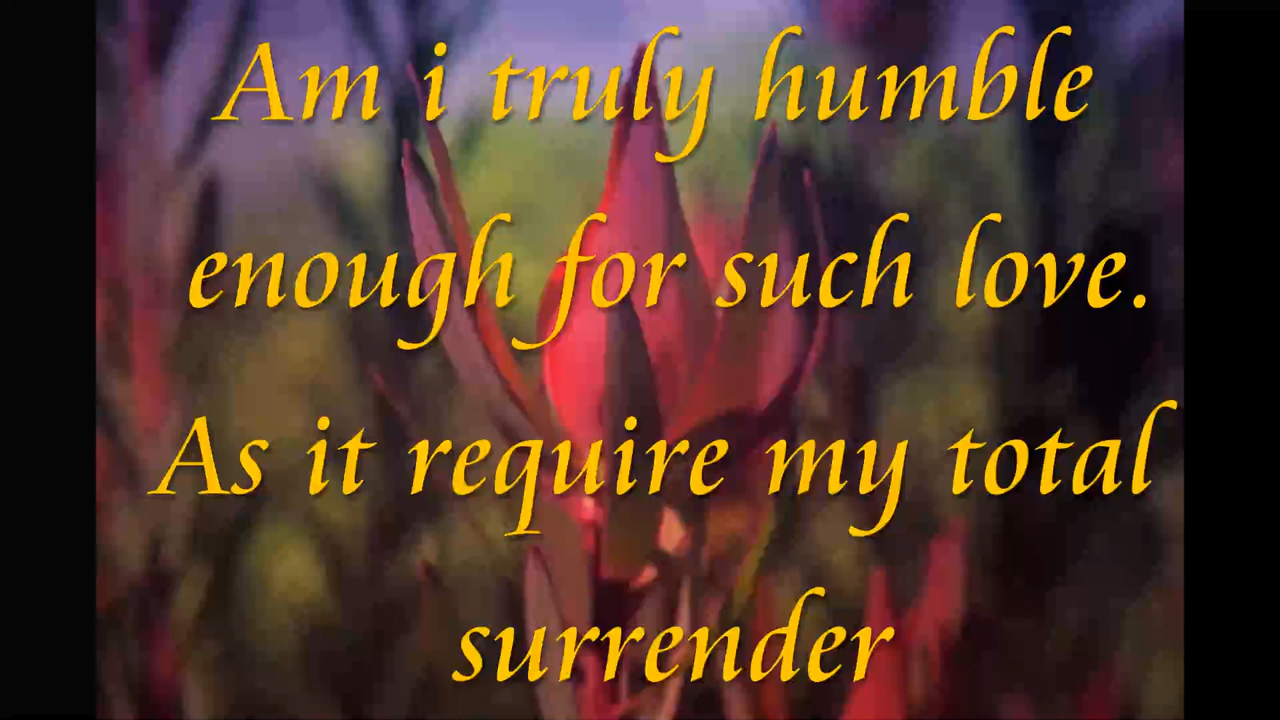 Am i truly humble
enough for such love.
As it require my total
surrender